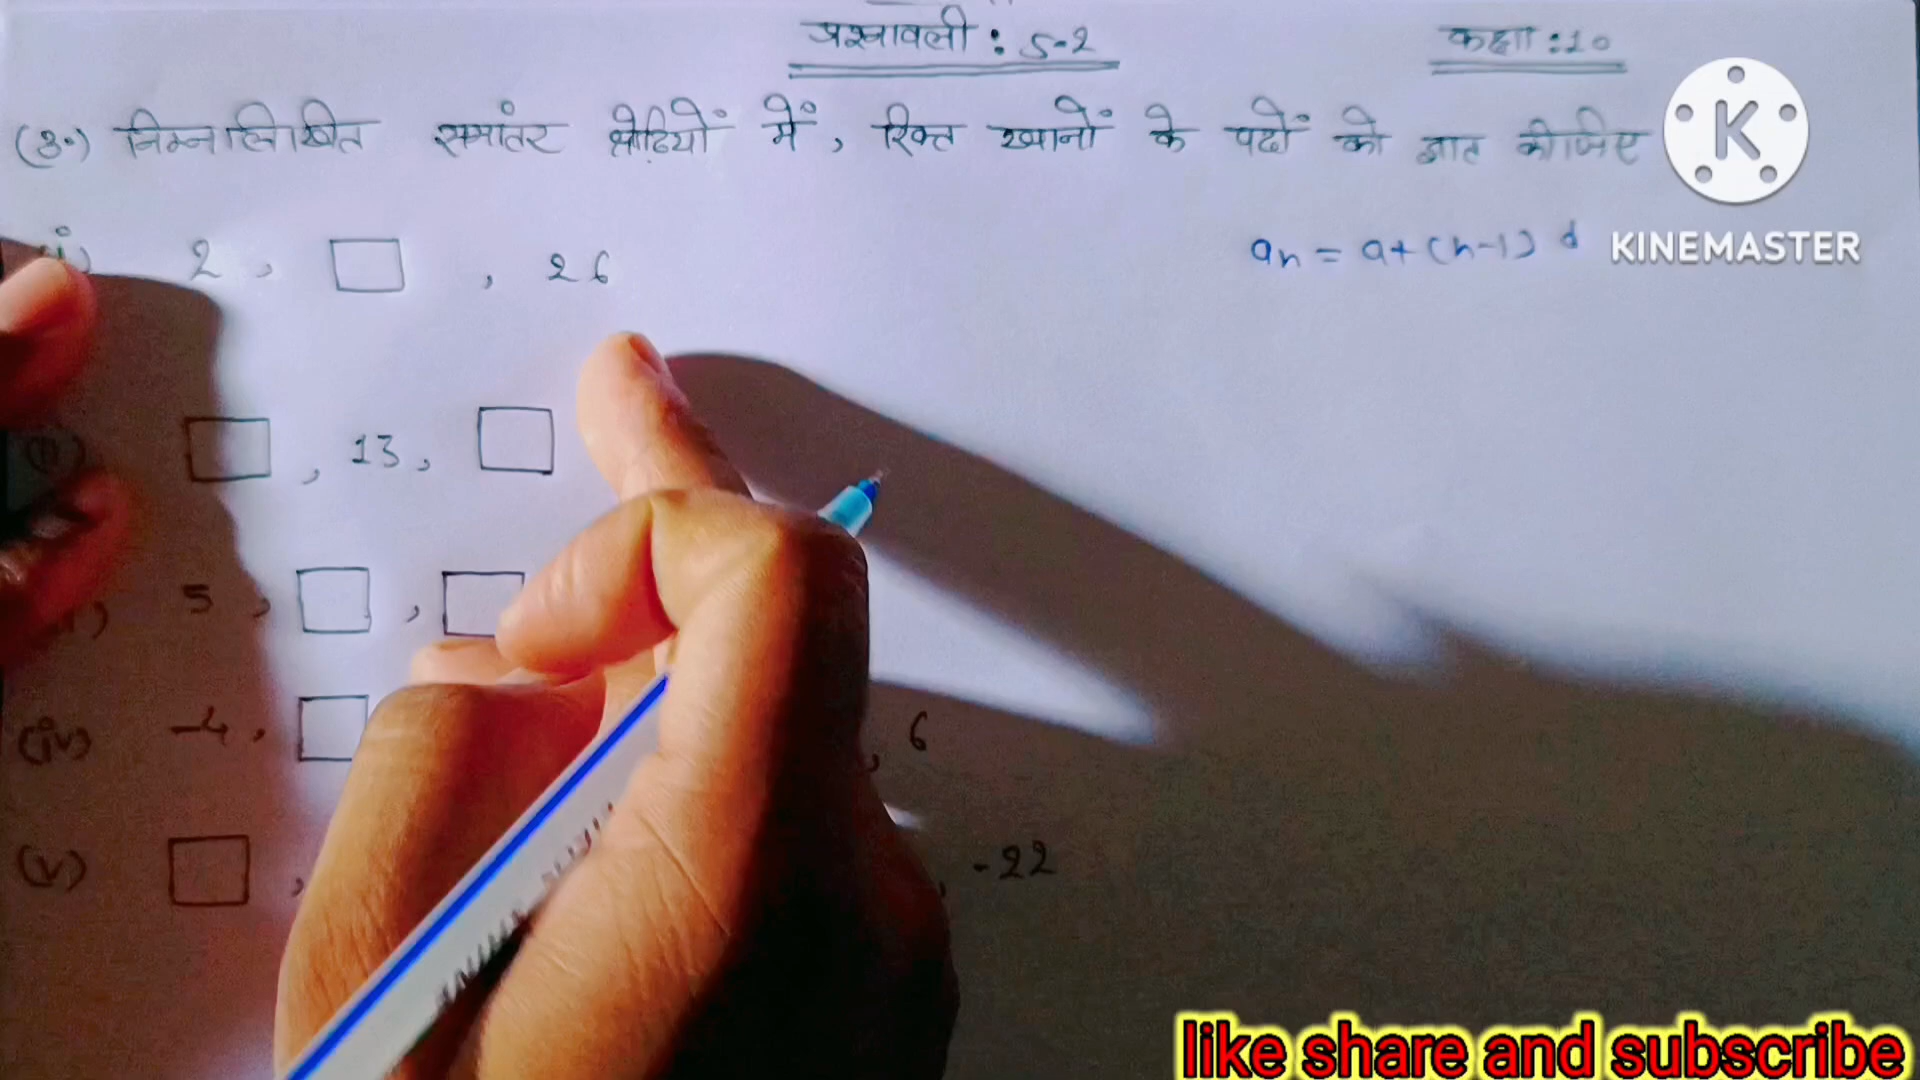 प्रश्नावली : 5.2
कक्षा : 10
(3.) निम्नलिखित समांतर श्रेढ़ियों में, रिक्त खानों के पदों को ज्ञात कीजिए
K
KINEMASTER
(i) 2, □, 26
an = a+(n-1) d
□, 13, □
5, □, □
(iv) -4, □ , 6
(v) □, , -22
like share and subscribe